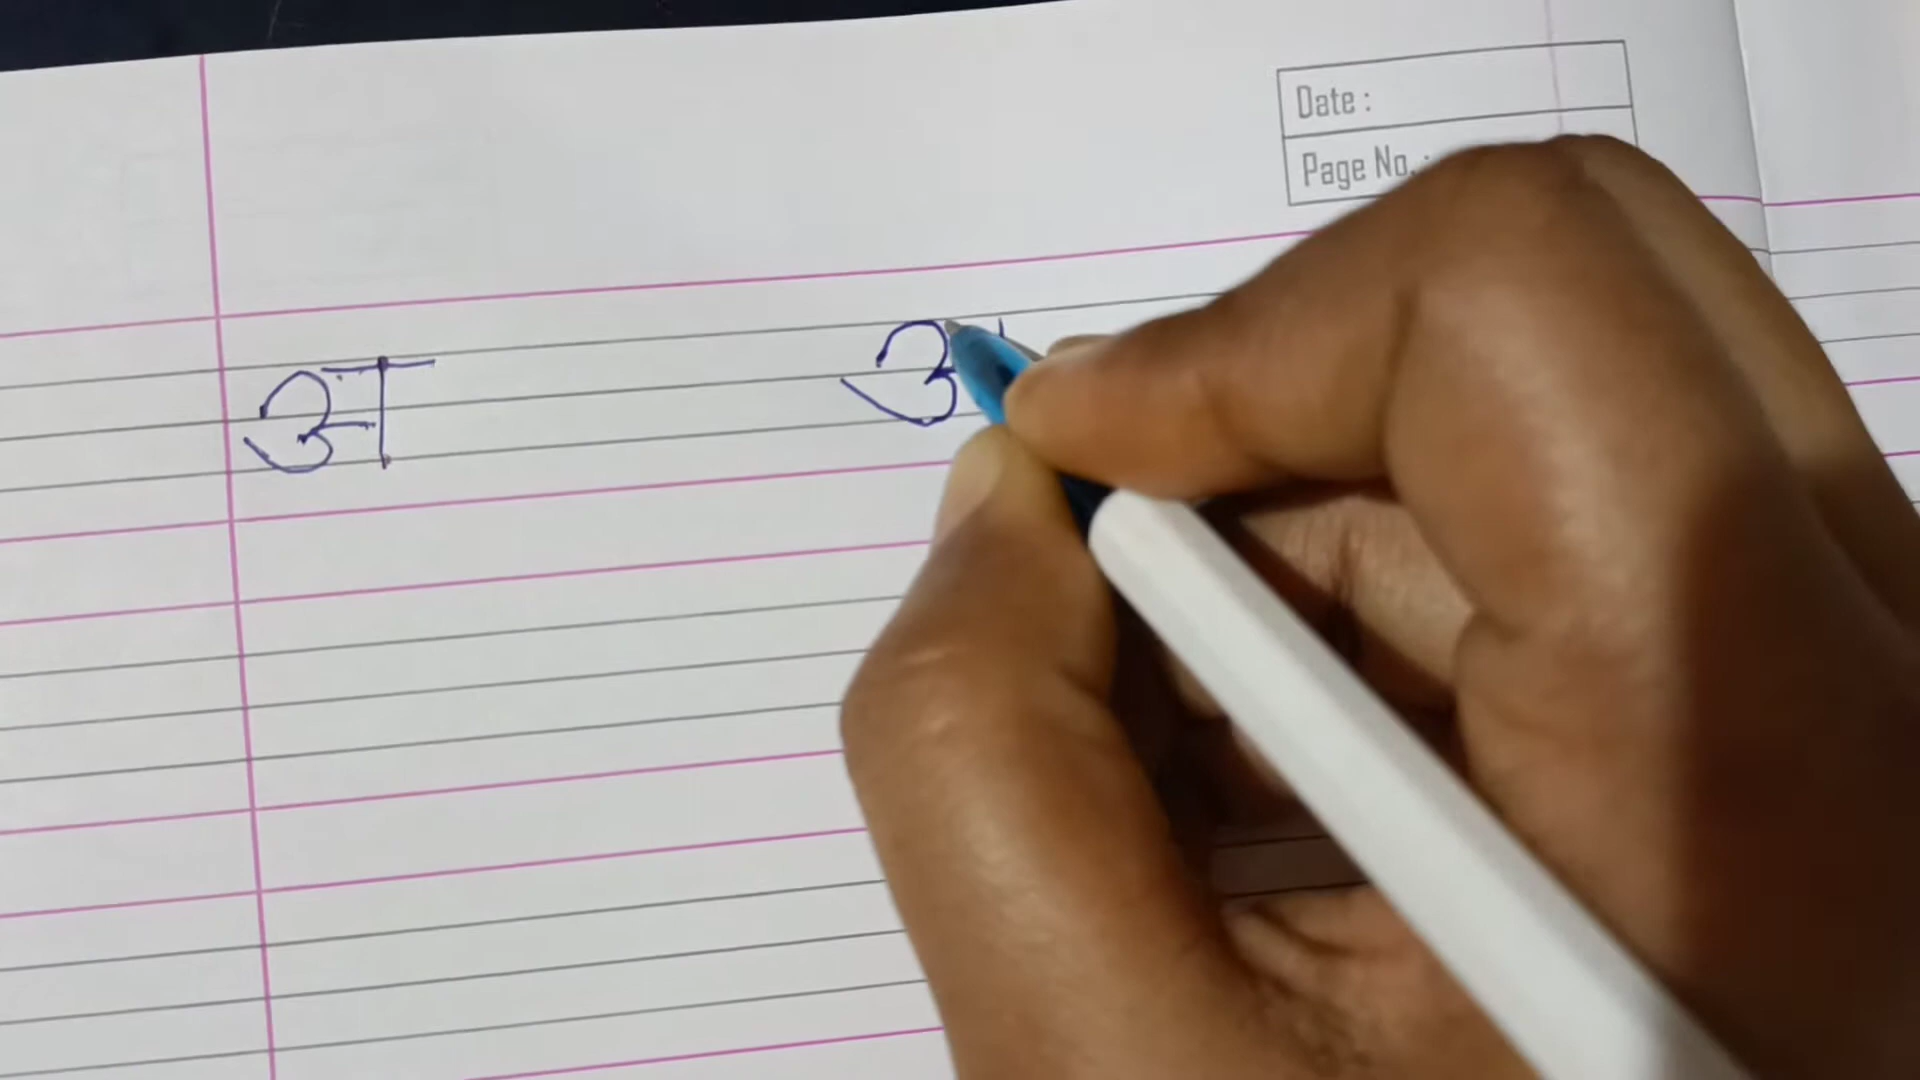 Date :
Page No. :
अ